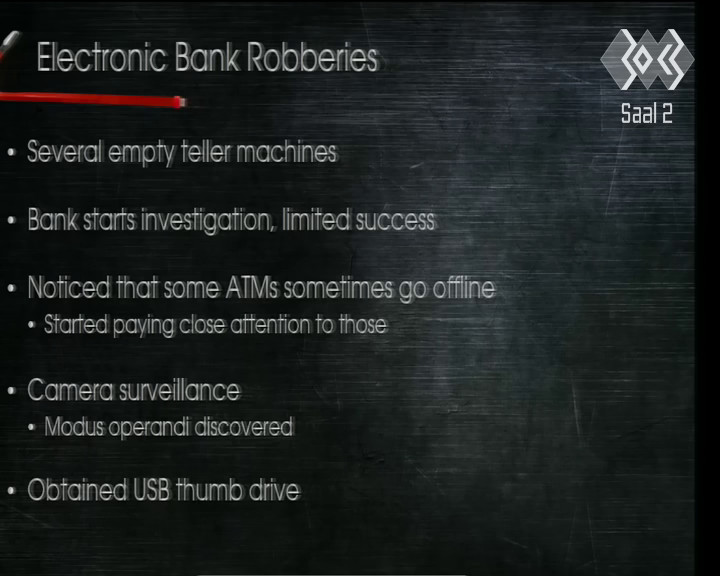 Electronic Bank Robberies
Saal 2
• Several empty teller machines
• Bank starts investigation, limited success
• Noticed that some ATMs sometimes go offline
• Started paying close attention to those
• Camera surveillance
• Modus operandi discovered
• Obtained USB thumb drive